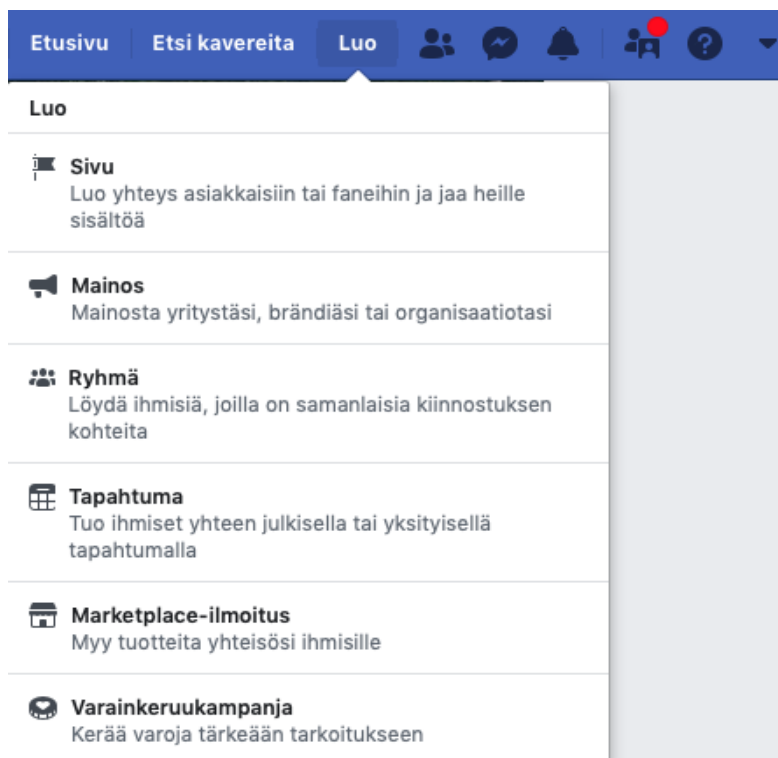 Etusivu Etsi kavereita Luo
Luo
Sivu
Luo yhteys asiakkaisiin tai faneihin ja jaa heille
sisältöä
Mainos
Mainosta yritystäsi, brändiäsi tai organisaatiotasi
Ryhmä
Löydä ihmisiä, joilla on samanlaisia kiinnostuksen
kohteita
Tapahtuma
Tuo ihmiset yhteen julkisella tai yksityisellä
tapahtumalla
Marketplace-ilmoitus
Myy tuotteita yhteisösi ihmisille
Varainkeruukampanja
Kerää varoja tärkeään tarkoitukseen